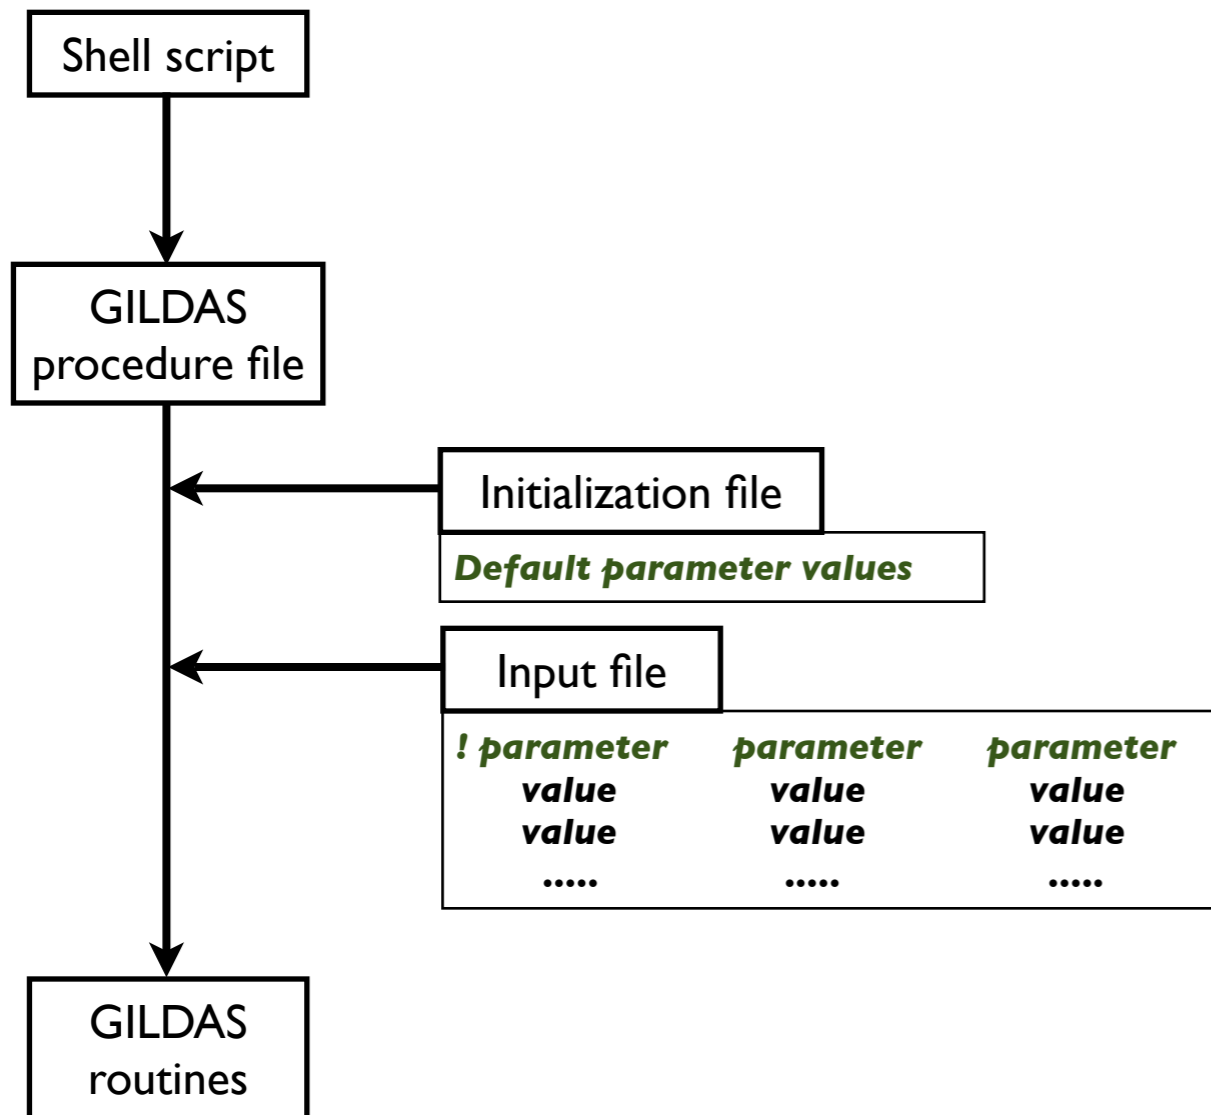 Shell script
GILDAS
procedure file
Initialization file
Default parameter values
Input file
! parameter parameter parameter
value value value
value value value
..... ..... .....
GILDAS
routines